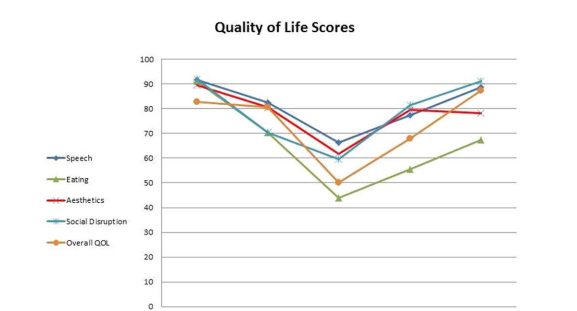 Quality of Life Scores
100
90
80
70
60
50
40
30
20
10
0
Speech
Eating
Aesthetics
Social Disruption
Overall QOL